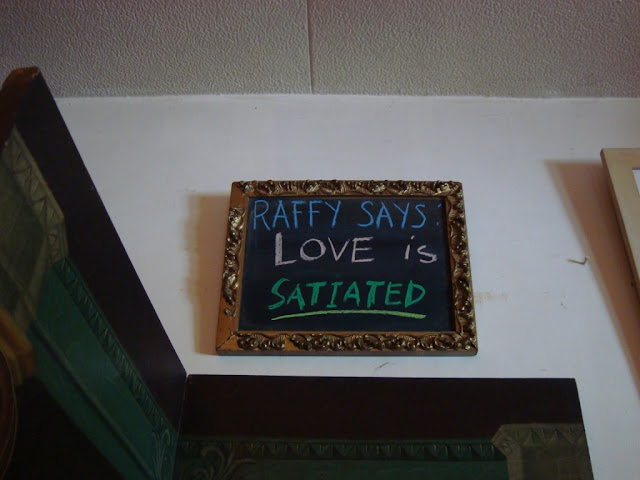 RAFFY SAYS.
LOVE is
SATIATED